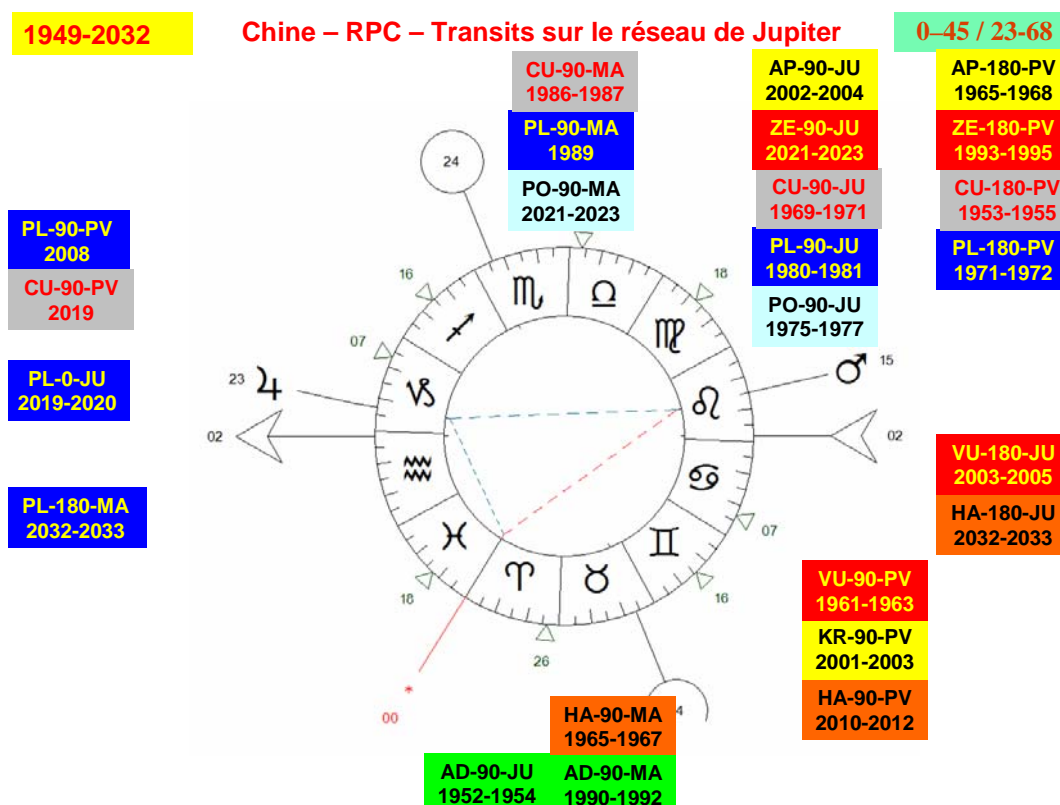 1949-2032
Chine – RPC – Transits sur le réseau de Jupiter
0–45 / 23-68
CU-90-MA
1986-1987
PL-90-MA
1989
PO-90-MA
2021-2023
AP-90-JU
2002-2004
ZE-90-JU
2021-2023
CU-90-JU
1969-1971
PL-90-JU
1980-1981
PO-90-JU
1975-1977
AP-180-PV
1965-1968
ZE-180-PV
1993-1995
CU-180-PV
1953-1955
PL-180-PV
1971-1972
PL-90-PV
2008
CU-90-PV
2019
PL-0-JU
2019-2020
PL-180-MA
2032-2033
24
16
18
07
23
15
02
02
07
18
16
26
00
4
VU-180-JU
2003-2005
HA-180-JU
2032-2033
VU-90-PV
1961-1963
KR-90-PV
2001-2003
HA-90-PV
2010-2012
HA-90-MA
1965-1967
AD-90-JU
1952-1954
AD-90-MA
1990-1992